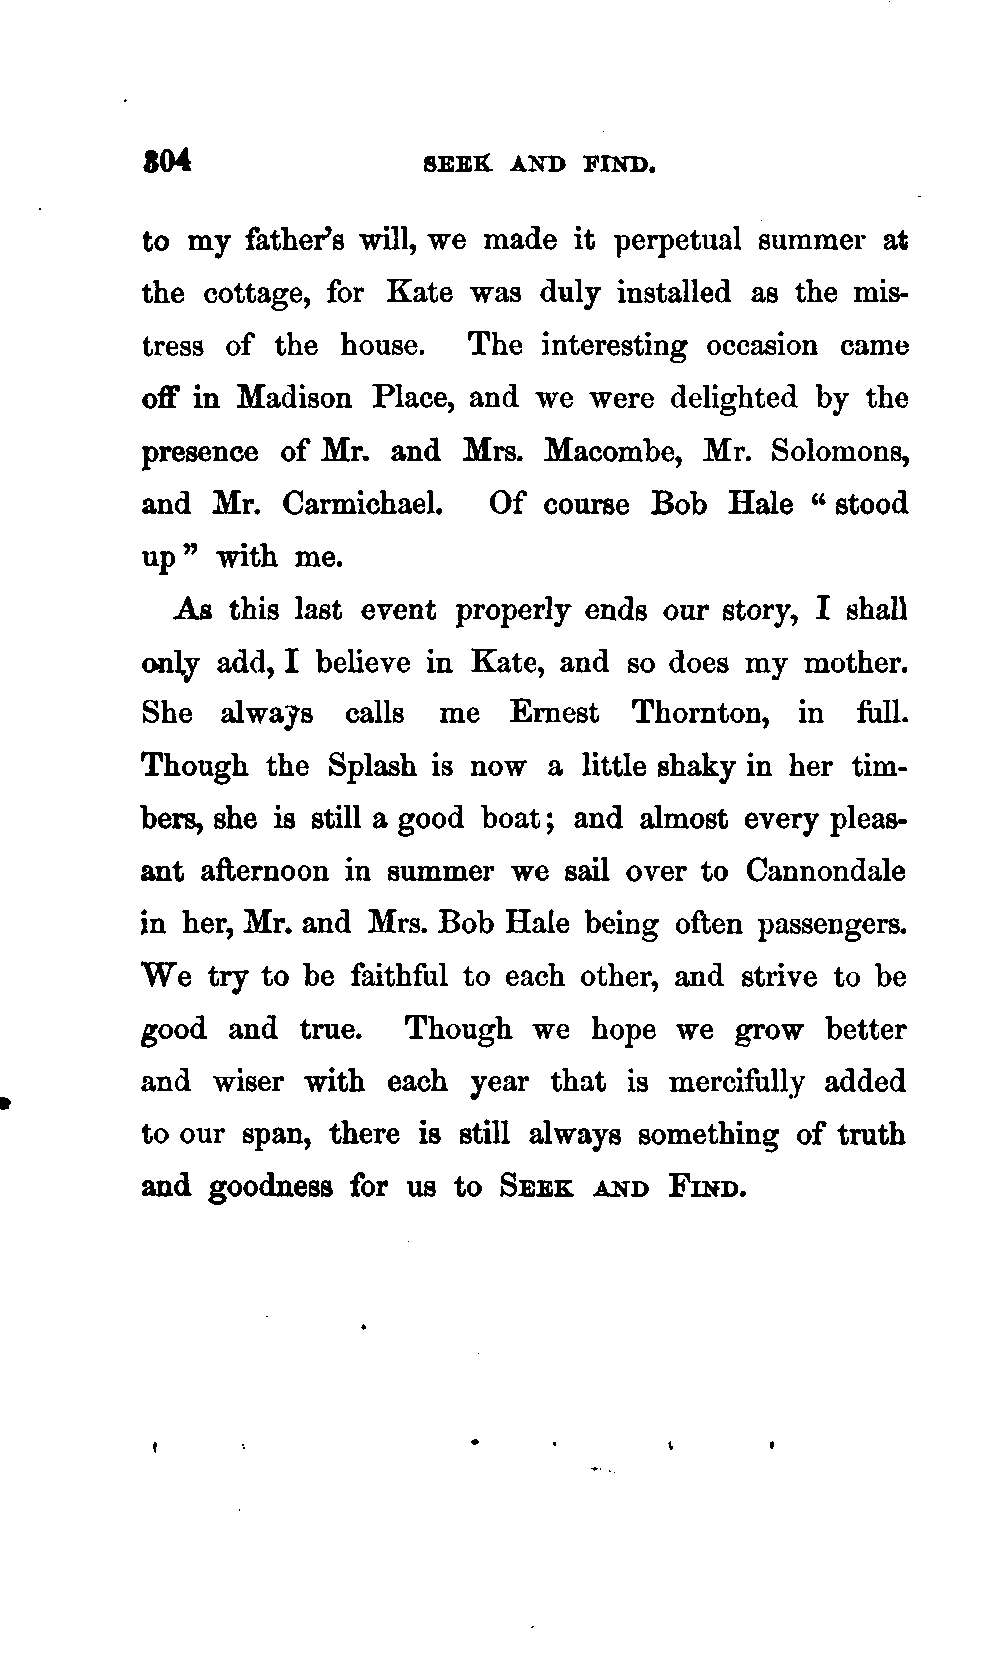 304 SEEK AND FIND.
to my father's will, we made it perpetual summer at
the cottage, for Kate was duly installed as the mis-
tress of the house. The interesting occasion came
off in Madison Place, and we were delighted by the
presence of Mr. and Mrs. Macombe, Mr. Solomons,
and Mr. Carmichael. Of course Bob Hale “stood
up” with me.
As this last event properly ends our story, I shall
only add, I believe in Kate, and so does my mother.
She always calls me Ernest Thornton, in full.
Though the Splash is now a little shaky in her tim-
bers, she is still a good boat; and almost every pleas-
ant afternoon in summer we sail over to Cannondale
in her, Mr. and Mrs. Bob Hale being often passengers.
We try to be faithful to each other, and strive to be
good and true. Though we hope we grow better
and wiser with each year that is mercifully added
to our span, there is still always something of truth
and goodness for us to SEEK AND FIND.